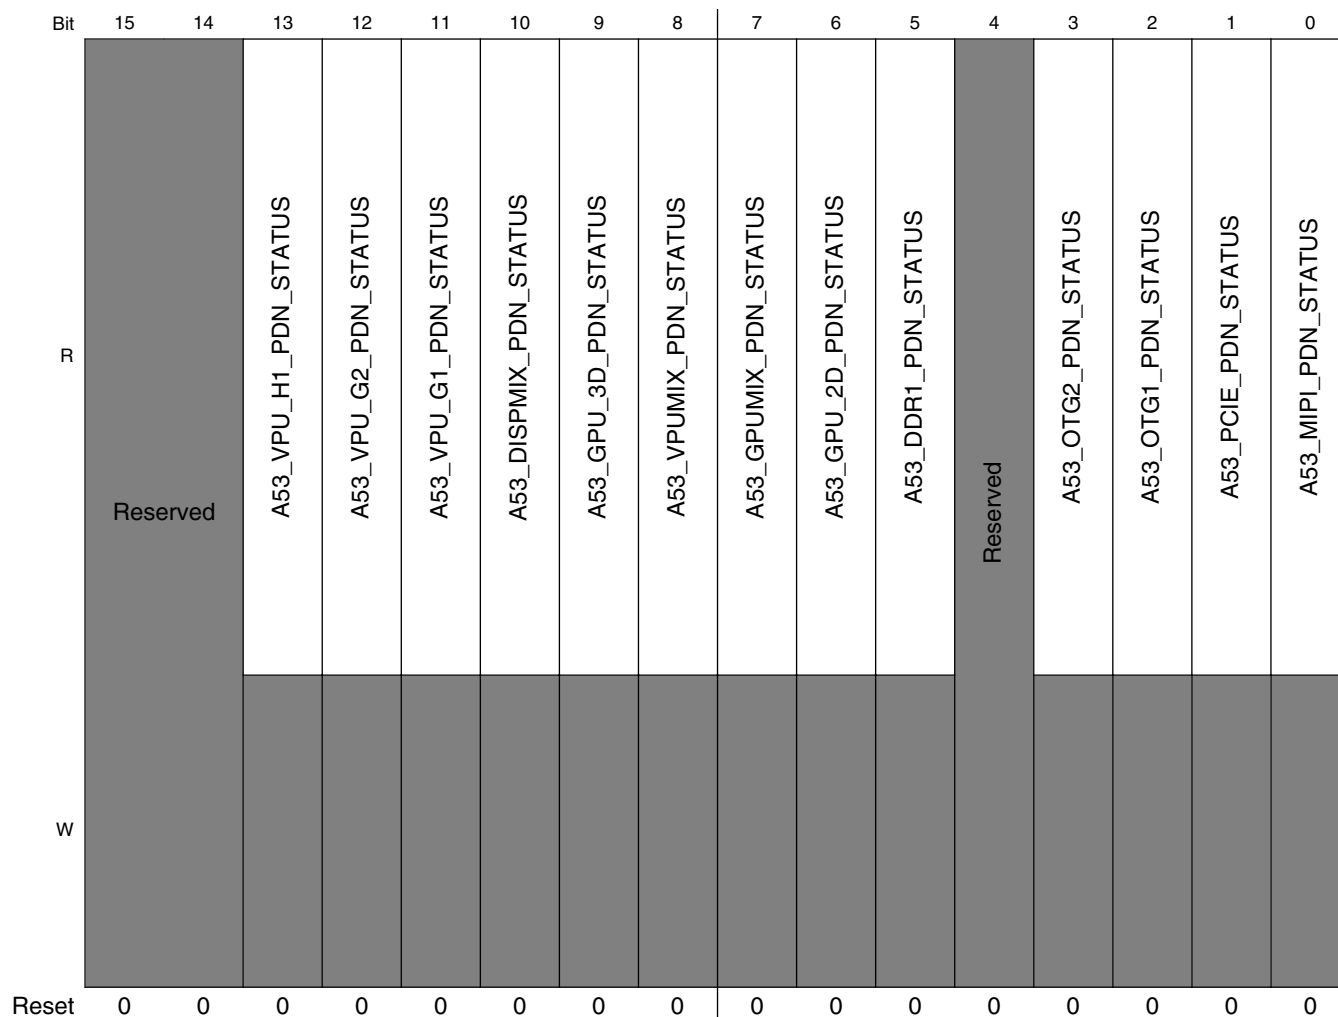 Bit 15 14 13 12 11 10 9 8 7 6 5 4 3 2 1 0
R
Reserved
A53_VPU_H1_PDN_STATUS
A53_VPU_G2_PDN_STATUS
A53_VPU_G1_PDN_STATUS
A53_DISPMIX_PDN_STATUS
A53_GPU_3D_PDN_STATUS
A53_VPUMIX_PDN_STATUS
A53_GPUMIX_PDN_STATUS
A53_GPU_2D_PDN_STATUS
A53_DDR1_PDN_STATUS
Reserved
A53_OTG2_PDN_STATUS
A53_OTG1_PDN_STATUS
A53_PCIE_PDN_STATUS
A53_MIPI_PDN_STATUS
W
Reset 0 0 0 0 0 0 0 0 0 0 0 0 0 0 0 0